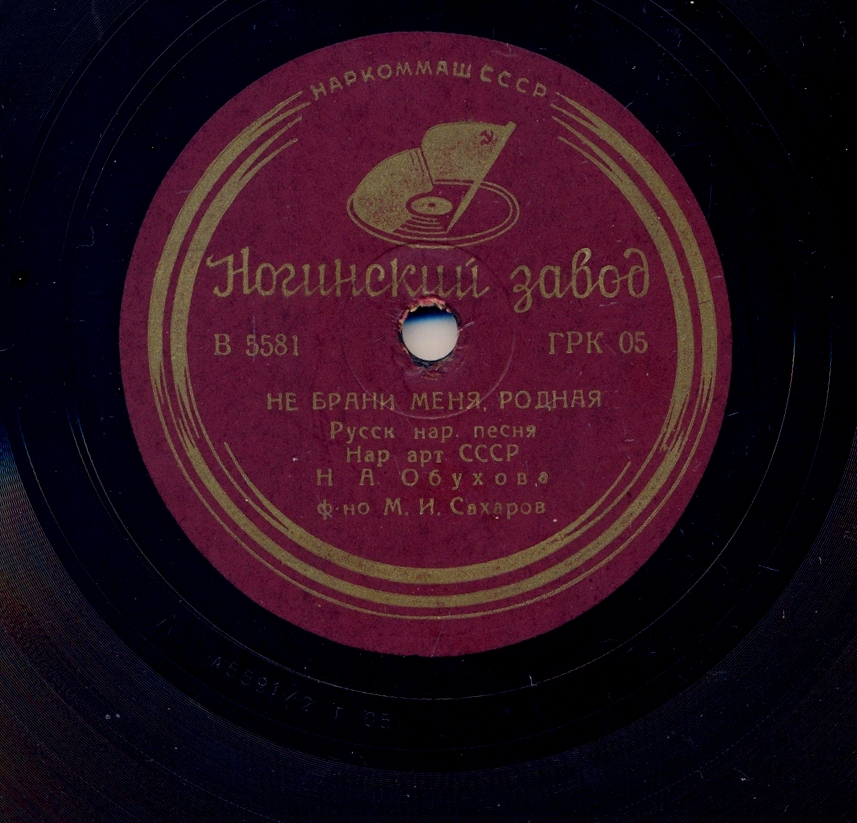 НАРКОММАШ СССР
Ногинский завод
В 5581 ГРК 05
НЕ БРАНИ МЕНЯ, РОДНАЯ
Русск нар. песня
Нар арт СССР
Н А. Обухова
ф-но М. И. Сахаров